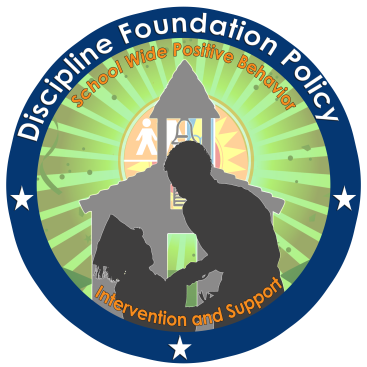 Discipline Foundation Policy
School Wide Positive Behavior
Intervention and Support